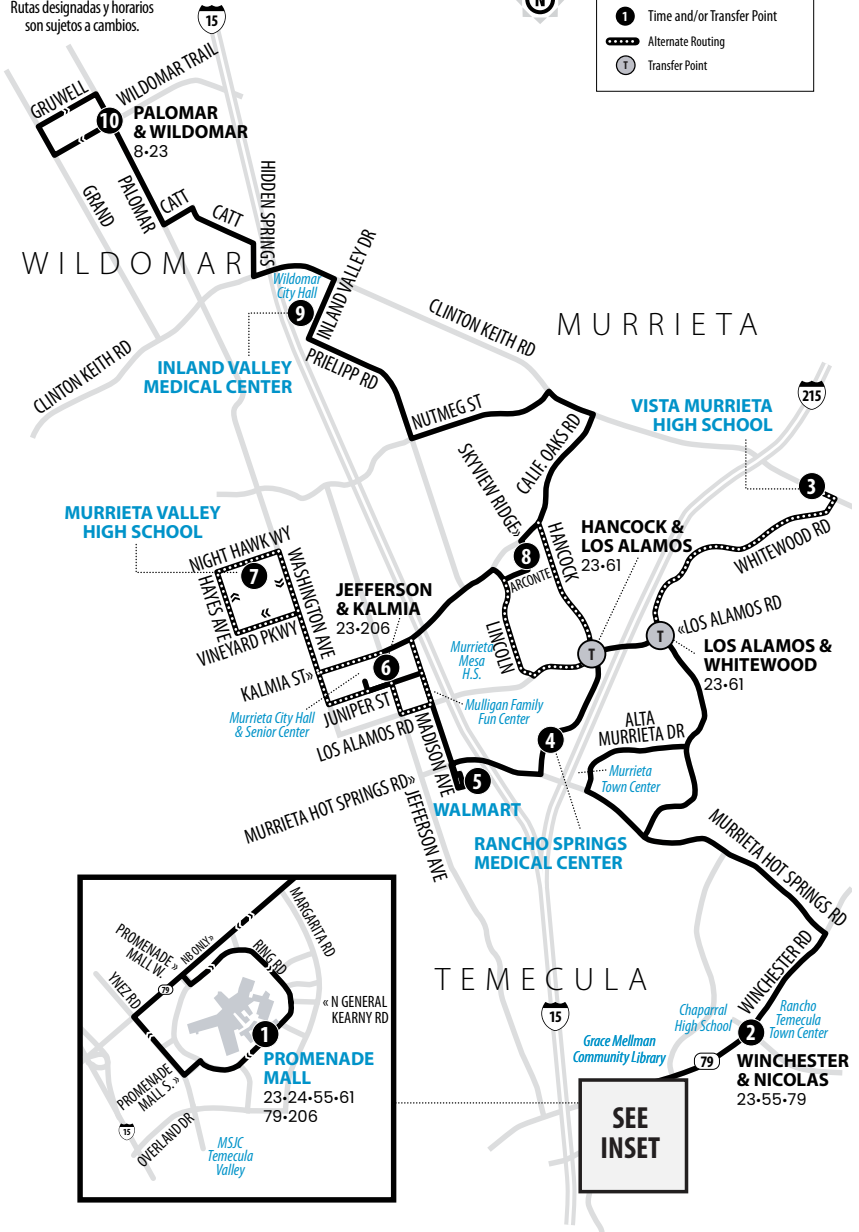 Rutas designadas y horarios
son sujetos a cambios.
15
N
1 Time and/or Transfer Point
Alternate Routing
T Transfer Point
GRUWELL
WILDOMAR TRAIL
10
PALOMAR
& WILDOMAR
8•23
GRAND
PALOMAR
CATT
CATT
HIDDEN SPRINGS
WILDOMAR
Wildomar
City Hall
9
INLAND VALLEY DR
CLINTON KEITH RD
MURRIETA
INLAND VALLEY
MEDICAL CENTER
CLINTON KEITH RD
PRIELIPP RD
NUTMEG ST
CALIF. OAKS RD
215
VISTA MURRIETA
HIGH SCHOOL
3
SKYVIEW RIDGE»
WHITEWOOD RD
MURRIETA VALLEY
HIGH SCHOOL
NIGHT HAWK WY
7
HAYES AVE
WASHINGTON AVE
VINEYARD PKWY
HANCOCK
HANCOCK &
LOS ALAMOS
23•61
8
ARCONTE
LINCOLN
JEFFERSON
& KALMIA
23•206
«LOS ALAMOS RD
T
T
LOS ALAMOS &
WHITEWOOD
23•61
Murrieta
Mesa
H.S.
KALMIA ST»
6
JUNIPER ST
Murrieta City Hall
& Senior Center
LOS ALAMOS RD
MADISON AVE
Mulligan Family
Fun Center
ALTA
MURRIETA DR
4
Murrieta
Town Center
MURRIETA HOT SPRINGS RD»
JEFFERSON AVE
5
WALMART
RANCHO SPRINGS
MEDICAL CENTER
MURRIETA HOT SPRINGS RD
WINCHESTER RD
TEMECULA
15
Chaparral
High School
Rancho
Temecula
Town Center
2
Grace Mellman
Community Library
79
WINCHESTER
& NICOLAS
23•55•79
SEE
INSET
PROMENADE »
MALL W.
NB ONLY»
MARGARITA RD
RING RD
YNEZ RD
79
« N GENERAL
KEARNY RD
1
PROMENADE
MALL
23•24•55•61
79•206
PROMENADE
MALL S. »
15
OVERLAND DR
MSJC
Temecula
Valley